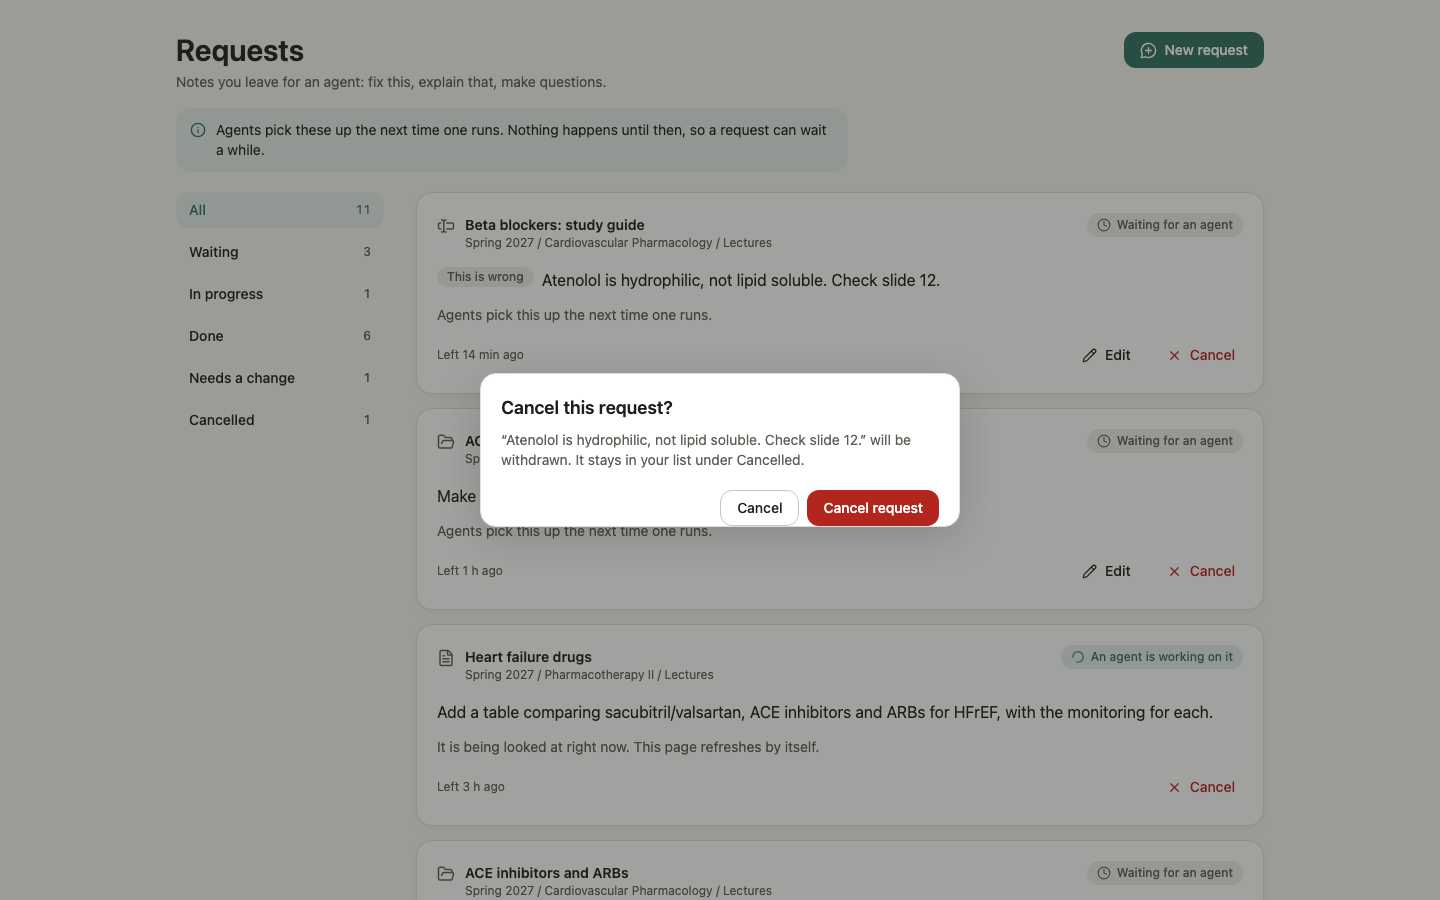 Requests
New request
Notes you leave for an agent: fix this, explain that, make questions.
Agents pick these up the next time one runs. Nothing happens until then, so a request can wait
a while.
All 11
Waiting 3
In progress 1
Done 6
Needs a change 1
Cancelled 1
Beta blockers: study guide
Waiting for an agent
Spring 2027 / Cardiovascular Pharmacology / Lectures
This is wrong Atenolol is hydrophilic, not lipid soluble. Check slide 12.
Agents pick this up the next time one runs.
Left 14 min ago
Edit Cancel
Cancel this request?
“Atenolol is hydrophilic, not lipid soluble. Check slide 12.” will be
withdrawn. It stays in your list under Cancelled.
Cancel Cancel request
Waiting for an agent
Make
Agents pick this up the next time one runs.
Left 1 h ago
Edit Cancel
Heart failure drugs
An agent is working on it
Spring 2027 / Pharmacotherapy II / Lectures
Add a table comparing sacubitril/valsartan, ACE inhibitors and ARBs for HFrEF, with the monitoring for each.
It is being looked at right now. This page refreshes by itself.
Left 3 h ago
Cancel
ACE inhibitors and ARBs
Waiting for an agent
Spring 2027 / Cardiovascular Pharmacology / Lectures